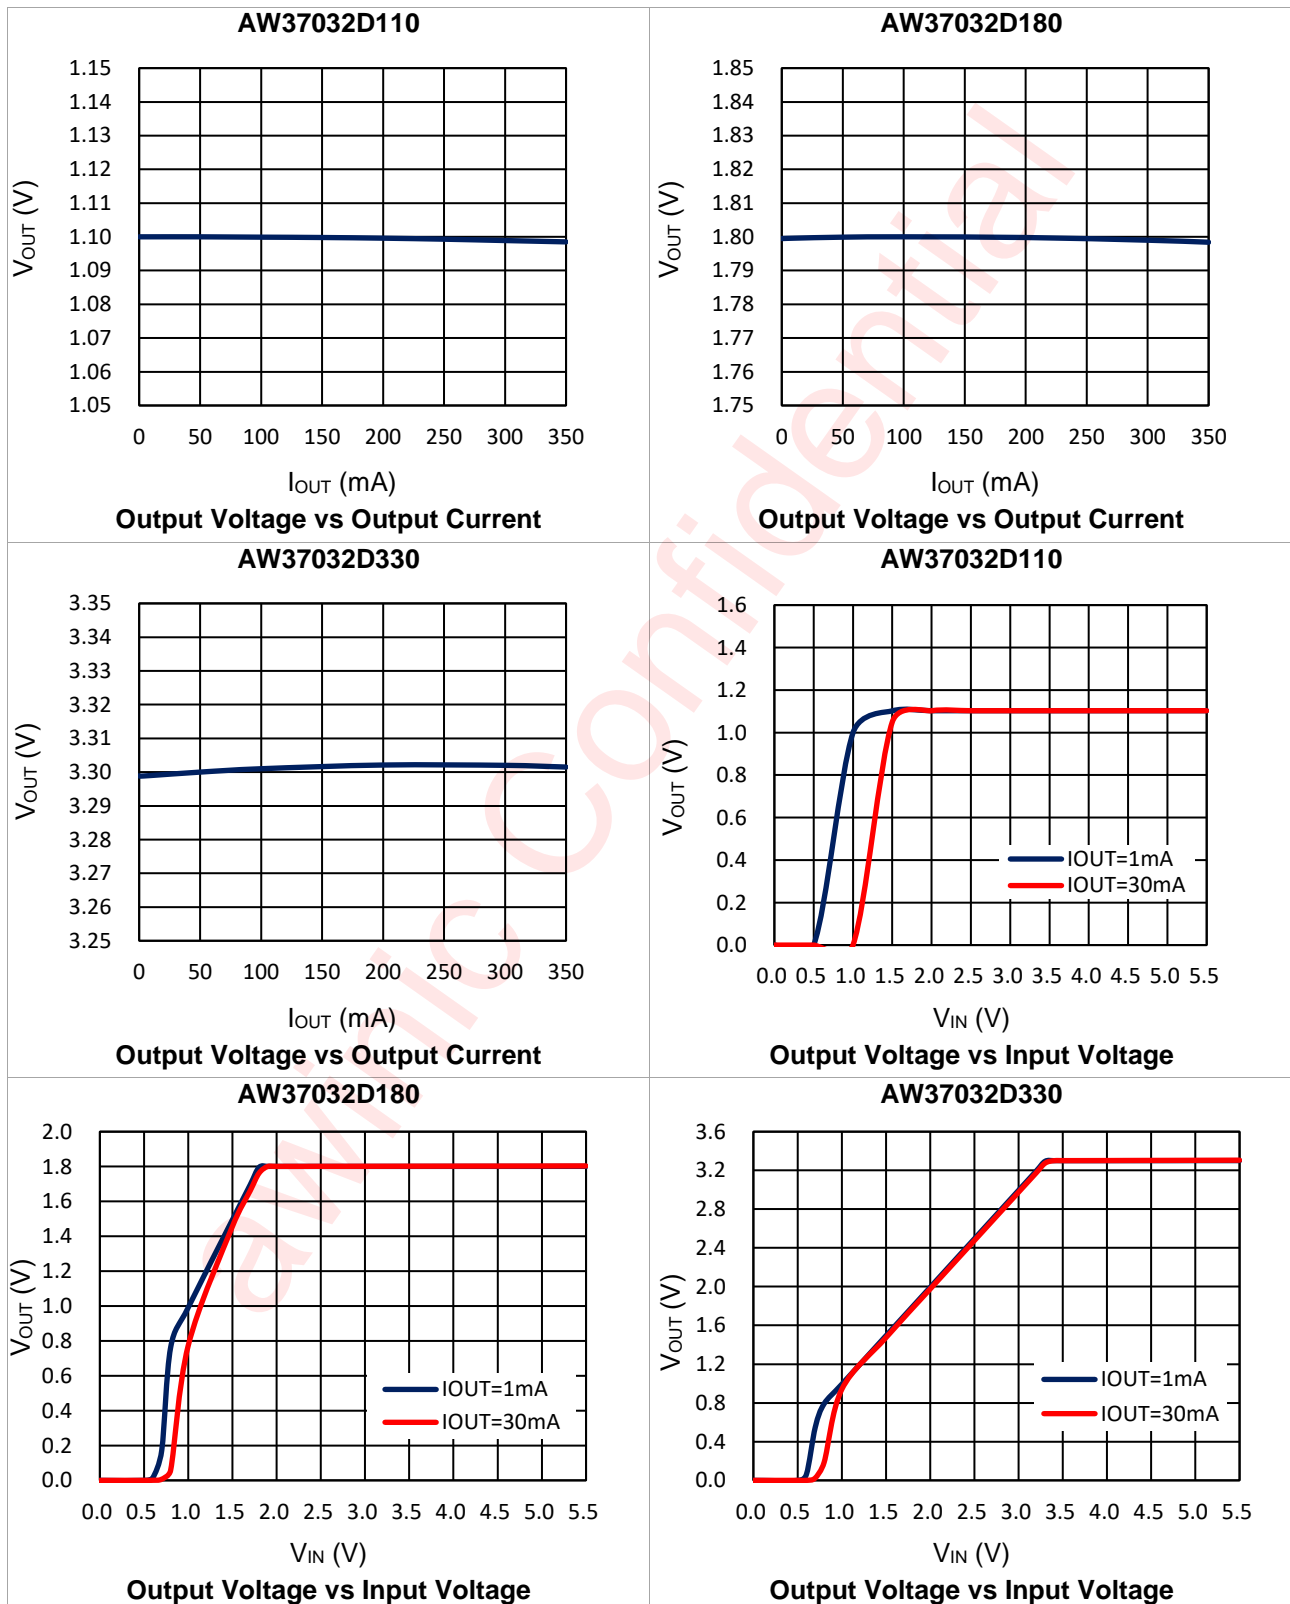 AW37032D110
1.15
1.14
1.13
1.12
1.11
1.10
1.09
1.08
1.07
1.06
1.05
VOUT (V)
0 50 100 150 200 250 300 350
IOUT (mA)
Output Voltage vs Output Current
AW37032D180
1.85
1.84
1.83
1.82
1.81
1.80
1.79
1.78
1.77
1.76
1.75
VOUT (V)
0 50 100 150 200 250 300 350
IOUT (mA)
Output Voltage vs Output Current
AW37032D330
3.35
3.34
3.33
3.32
3.31
3.30
3.29
3.28
3.27
3.26
3.25
VOUT (V)
0 50 100 150 200 250 300 350
IOUT (mA)
Output Voltage vs Output Current
AW37032D110
1.6
1.4
1.2
1.0
0.8
0.6
0.4
0.2
0.0
VOUT (V)
IOUT=1mA
IOUT=30mA
0.0 0.5 1.0 1.5 2.0 2.5 3.0 3.5 4.0 4.5 5.0 5.5
VIN (V)
Output Voltage vs Input Voltage
AW37032D180
2.0
1.8
1.6
1.4
1.2
1.0
0.8
0.6
0.4
0.2
0.0
VOUT (V)
IOUT=1mA
IOUT=30mA
0.0 0.5 1.0 1.5 2.0 2.5 3.0 3.5 4.0 4.5 5.0 5.5
VIN (V)
Output Voltage vs Input Voltage
AW37032D330
3.6
3.2
2.8
2.4
2.0
1.6
1.2
0.8
0.4
0.0
VOUT (V)
IOUT=1mA
IOUT=30mA
0.0 0.5 1.0 1.5 2.0 2.5 3.0 3.5 4.0 4.5 5.0 5.5
VIN (V)
Output Voltage vs Input Voltage
awinic Confidential